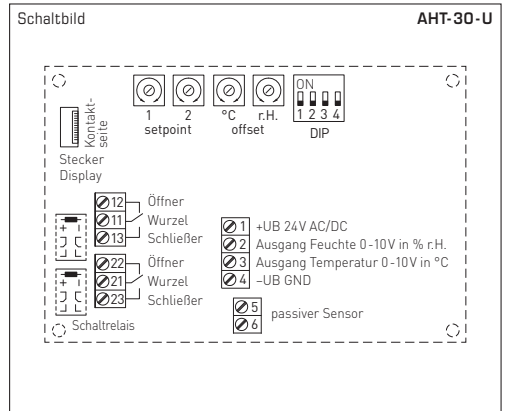 Schaltbild AHT-30-U
1 2 °C r.H.
setpoint offset
ON
1 2 3 4
DIP
Kontakt-
seite
Stecker
Display
12 Öffner
11 Wurzel
13 Schließer
22 Öffner
21 Wurzel
23 Schließer
+ -
+ -
Schaltrelais
1 +UB 24V AC/DC
2 Ausgang Feuchte 0-10V in % r.H.
3 Ausgang Temperatur 0-10V in °C
4 –UB GND
5
6
passiver Sensor